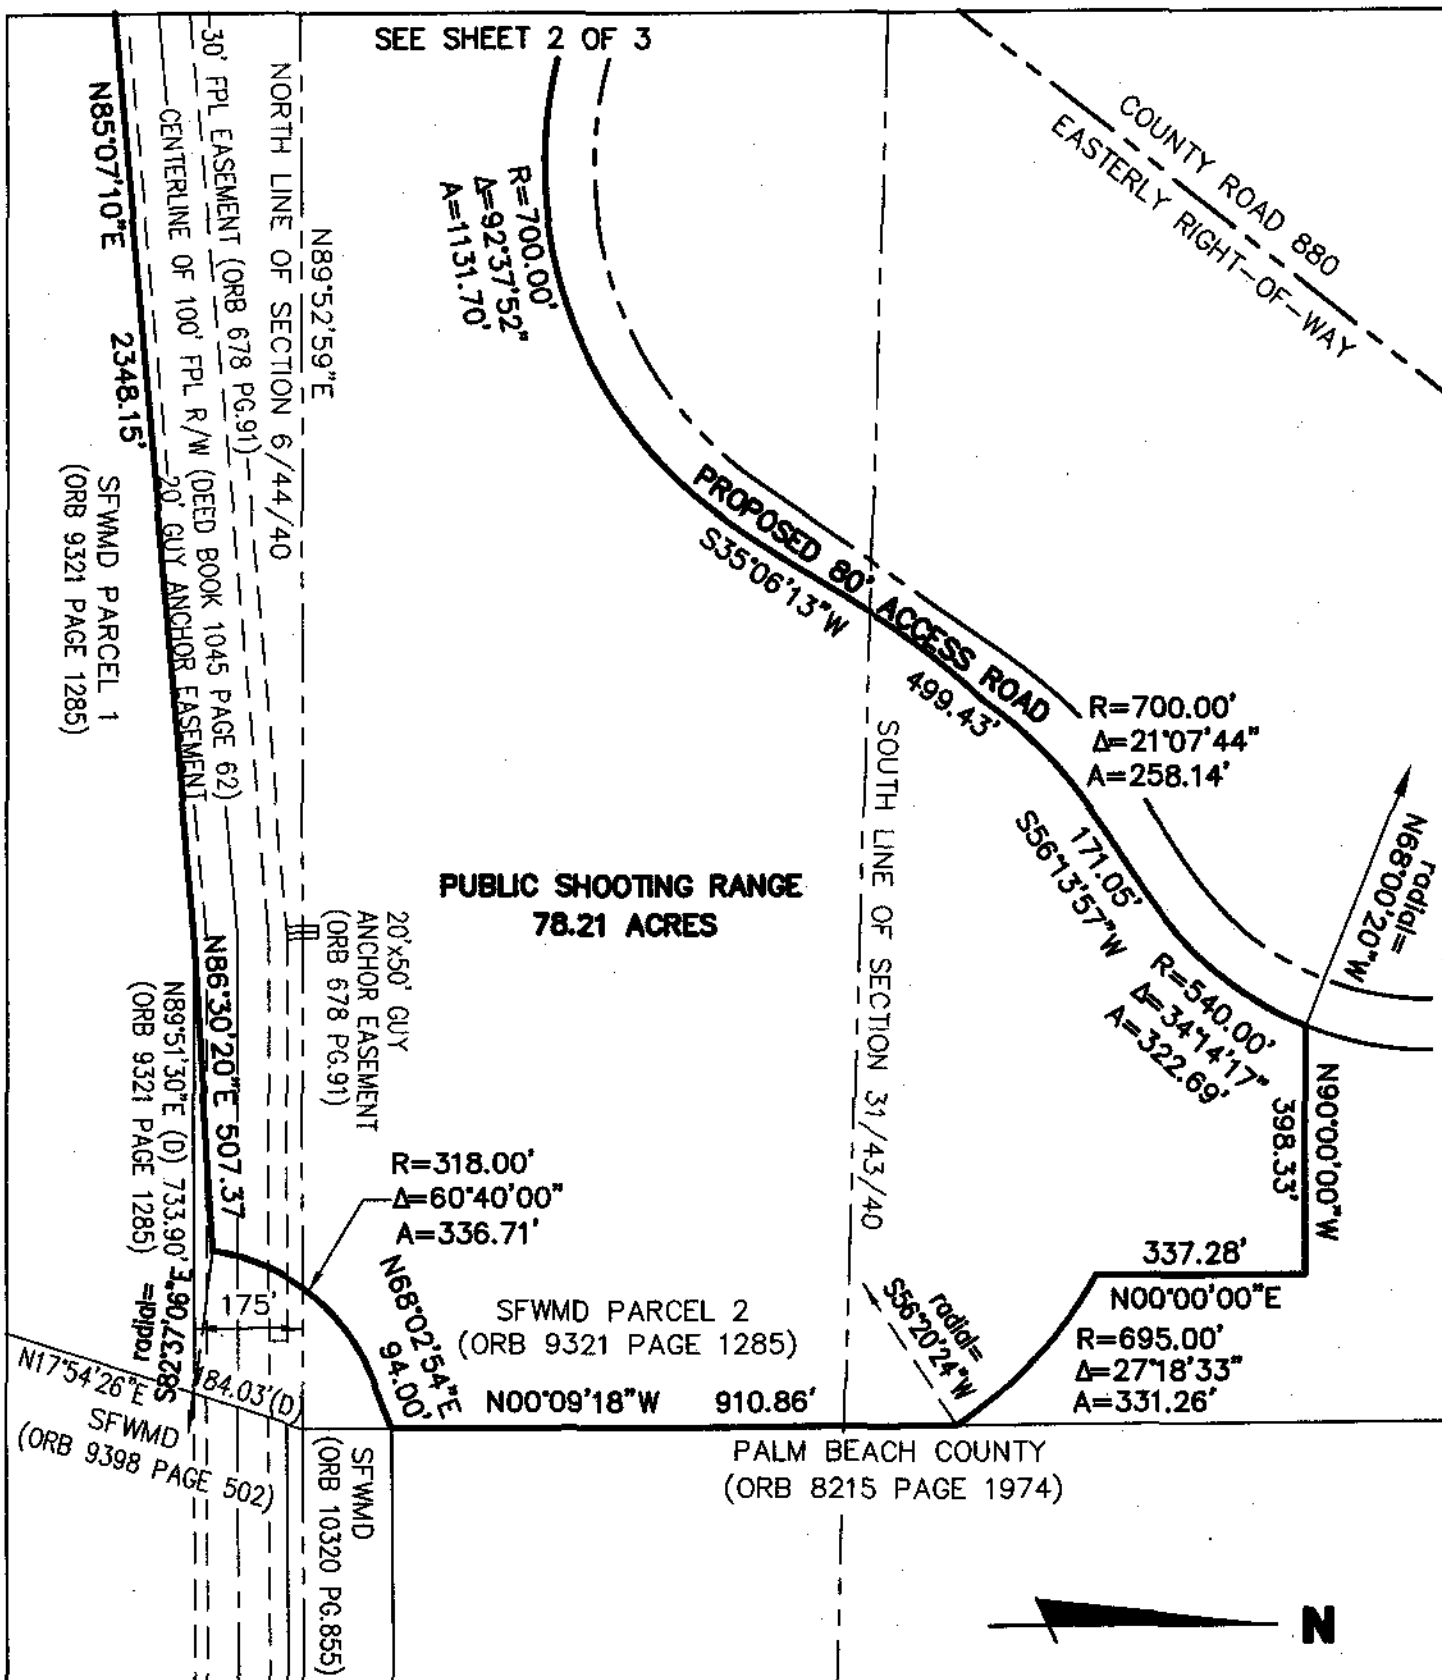 SEE SHEET 2 OF 3
COUNTY ROAD 880
EASTERLY RIGHT-OF-WAY
N85°07'10"E 2348.15'
30' FPL EASEMENT (ORB 678 PG.91)
CENTERLINE OF 100' FPL R/W (DEED BOOK 1045 PAGE 62)
20' GUY ANCHOR EASEMENT
NORTH LINE OF SECTION 6/44/40
N89°52'59"E
R=700.00'
Δ=92°37'52"
A=1131.70'
SFWMD PARCEL 1
(ORB 9321 PAGE 1285)
PROPOSED 80' ACCESS ROAD
S35°06'13"W
499.43'
R=700.00'
Δ=21°07'44"
A=258.14'
SOUTH LINE OF SECTION 31/43/40
171.05'
S56°13'57"W
radial=
N68°00'20"W
PUBLIC SHOOTING RANGE
78.21 ACRES
20'x50' GUY
ANCHOR EASEMENT
(ORB 678 PG.91)
R=540.00'
Δ=34°14'17"
A=322.69'
N90°00'00"W
398.33'
N86°30'20"E 507.37
N89°51'30"E (D) 733.90'
(ORB 9321 PAGE 1285)
R=318.00'
Δ=60°40'00"
A=336.71'
337.28'
N00°00'00"E
N68°02'54"E
94.00'
SFWMD PARCEL 2
(ORB 9321 PAGE 1285)
radial=
S56°20'24"W
R=695.00'
Δ=27°18'33"
A=331.26'
175'
radial=
S82°37'06"E
N17°54'26"E 184.03'(D)
N00°09'18"W 910.86'
SFWMD
(ORB 9398 PAGE 502)
SFWMD
(ORB 10320 PG.855)
PALM BEACH COUNTY
(ORB 8215 PAGE 1974)
N